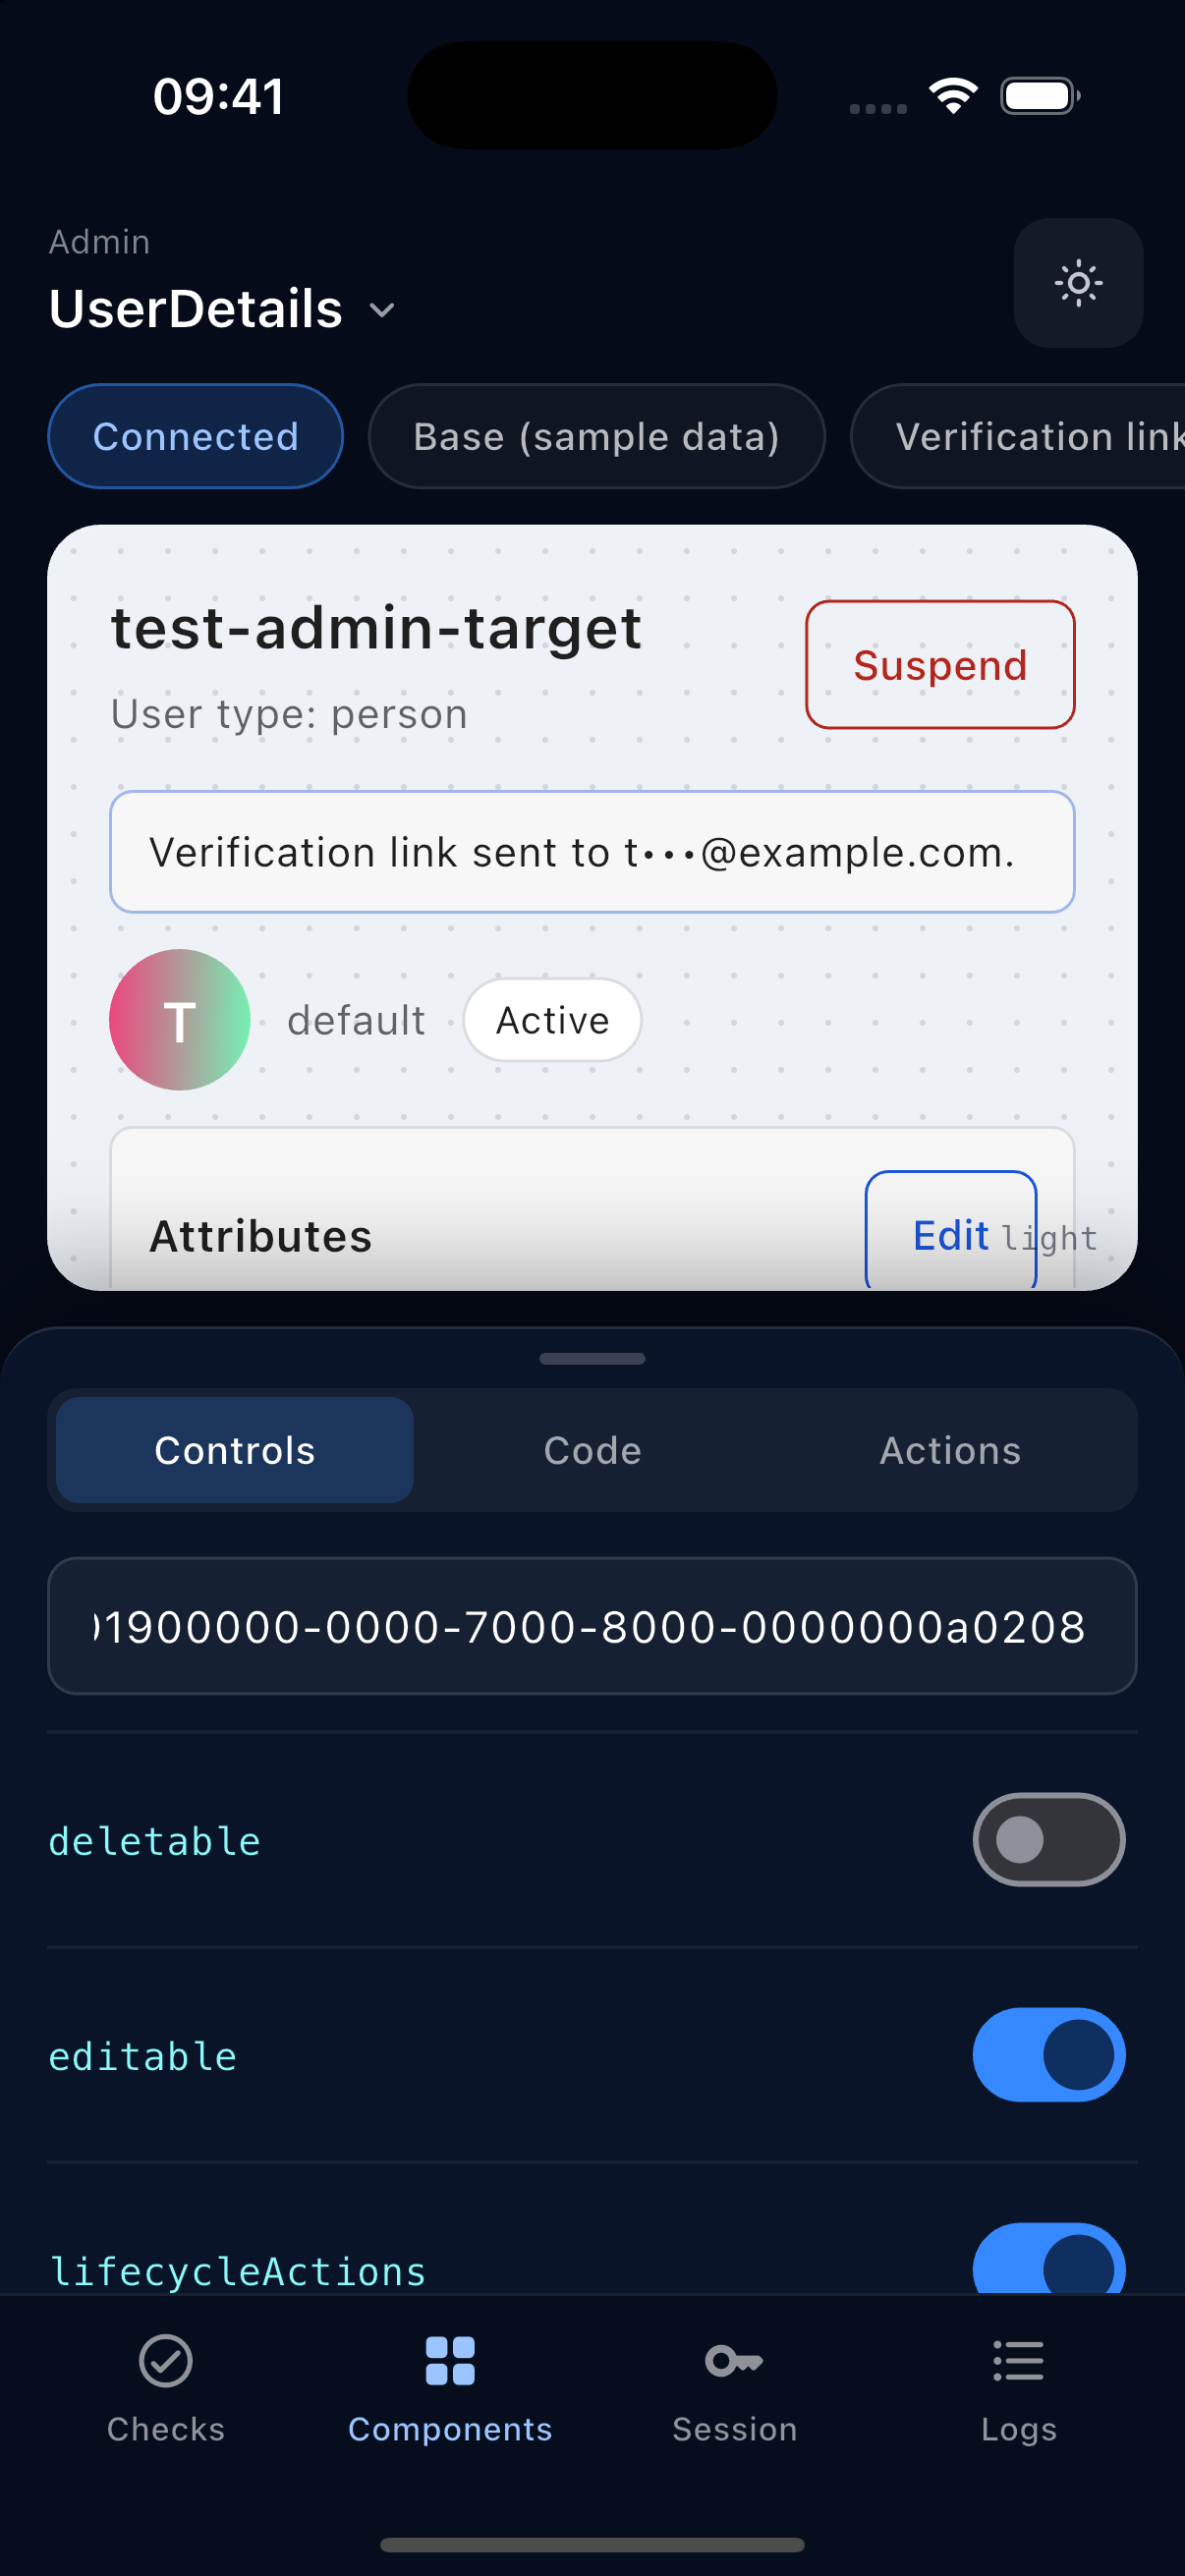 09:41
Admin
UserDetails
Connected
Base (sample data)
Verification link
test-admin-target
Suspend
User type: person
Verification link sent to t•••@example.com.
T
default
Active
Attributes
Edit
light
Controls
Code
Actions
01900000-0000-7000-8000-0000000a0208
deletable
editable
lifecycleActions
Checks
Components
Session
Logs